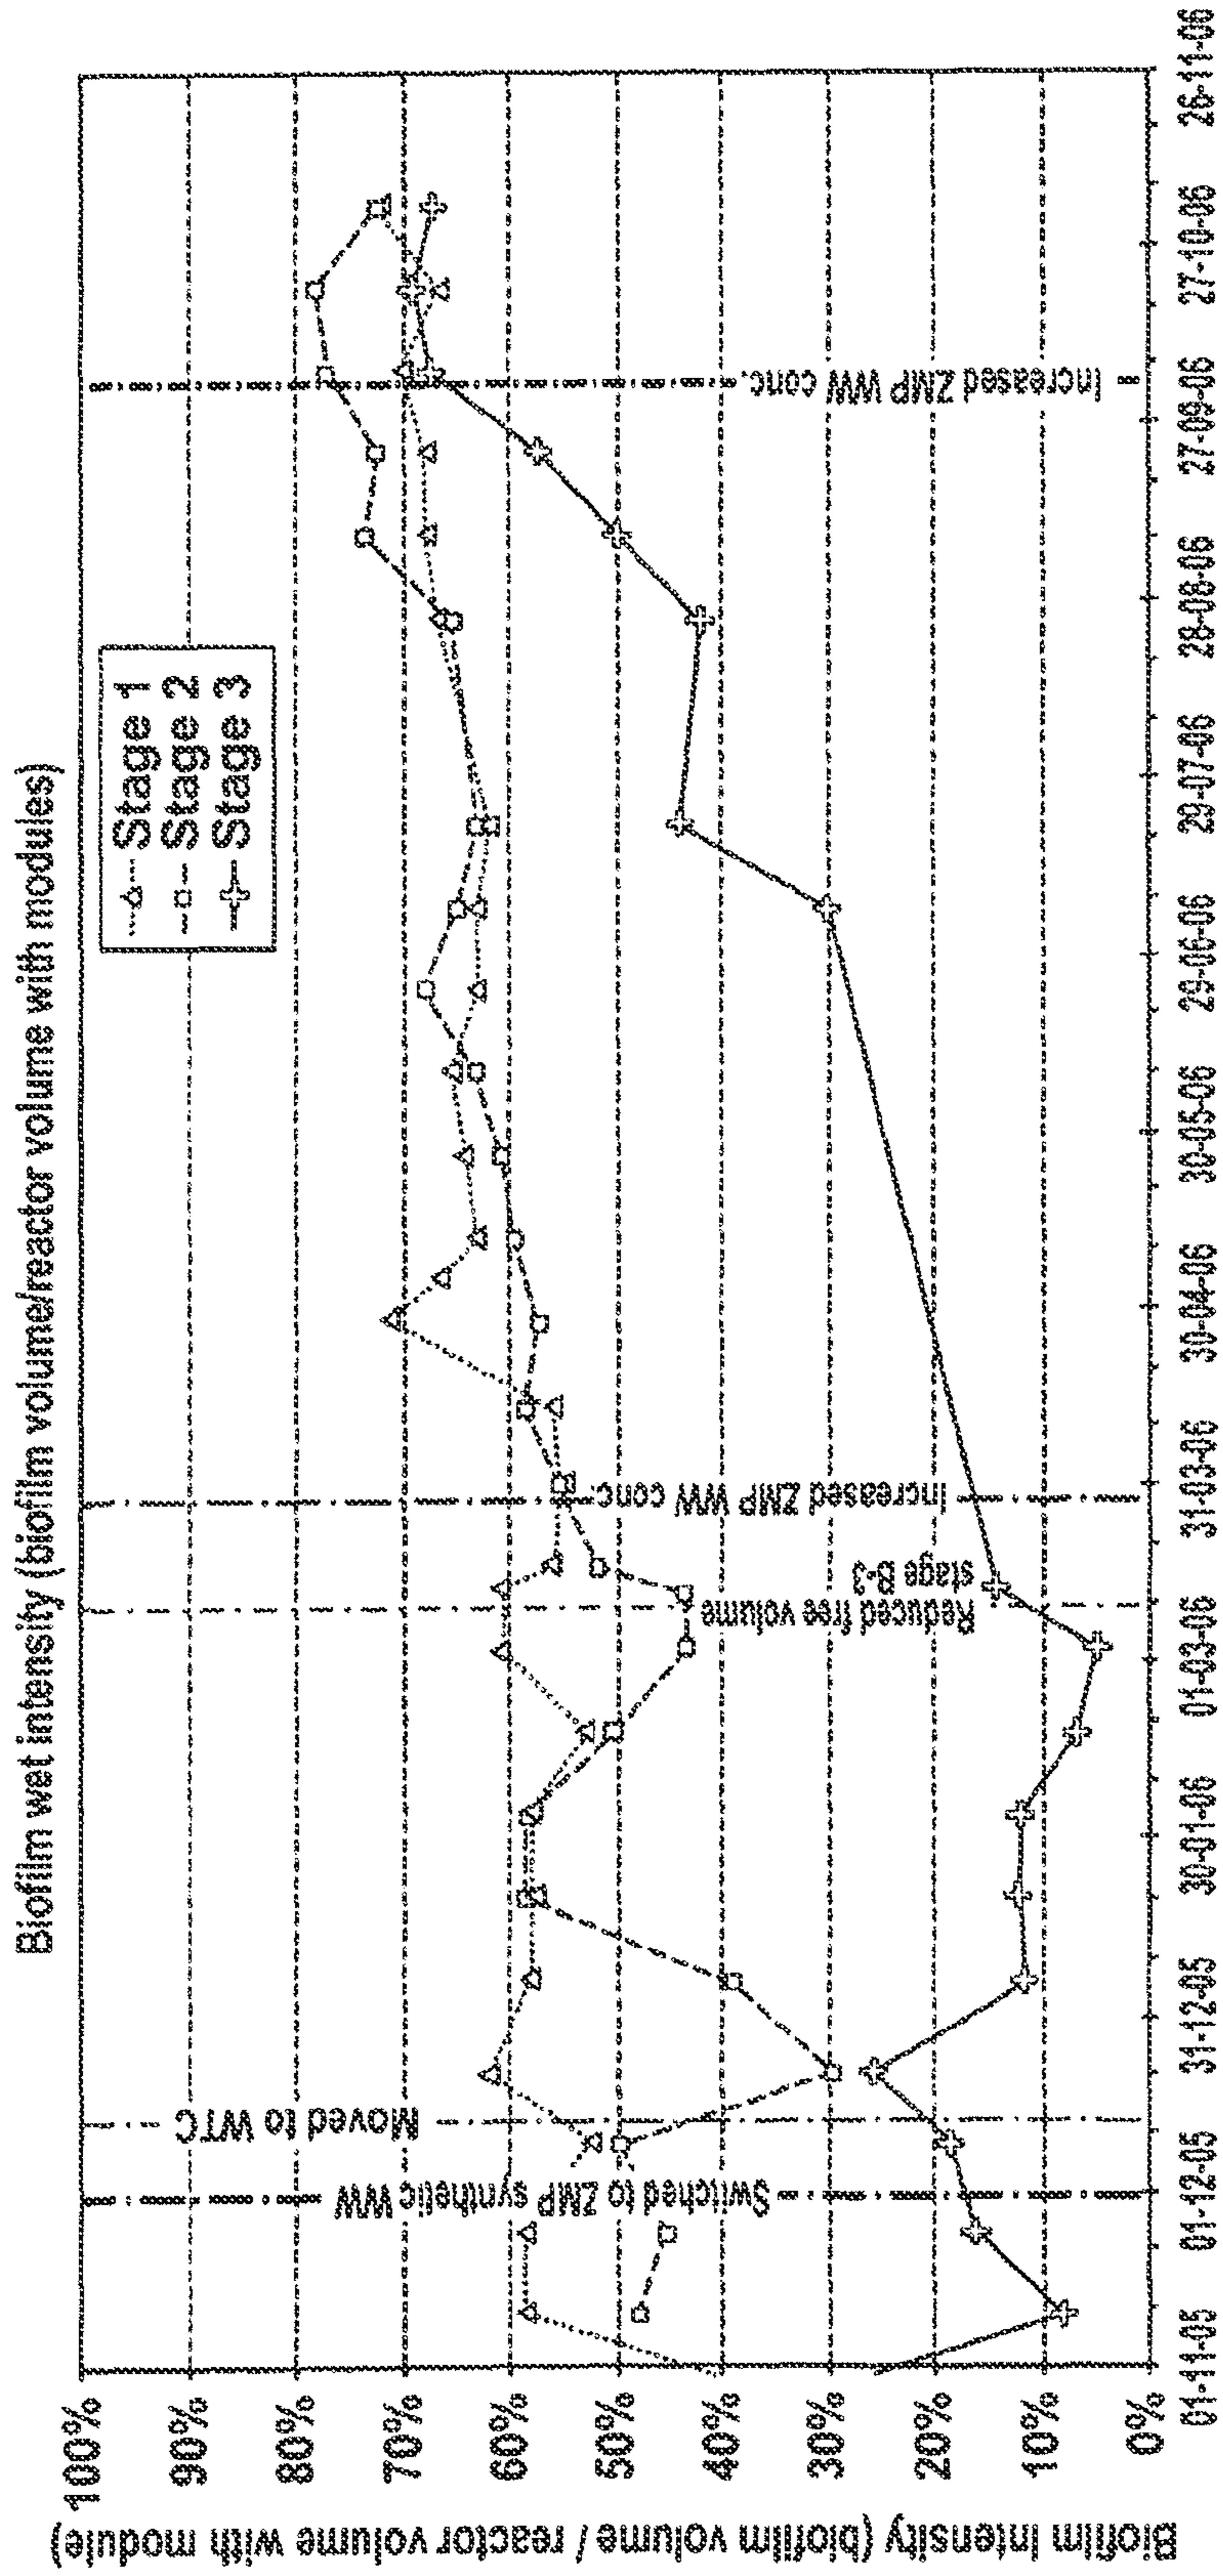 Biofilm wet intensity (biofilm volume/reactor volume with modules)
Biofilm Intensity (biofilm volume / reactor volume with module)
100%
90%
80%
70%
60%
50%
40%
30%
20%
10%
0%
Stage 1
Stage 2
Stage 3
Switched to ZMP synthetic WW
Moved to WTC
Reduced free volume
stage B-3
Increased ZMP WW conc.
Increased ZMP WW conc.
01-11-05
01-12-05
31-12-05
30-01-06
01-03-06
31-03-06
30-04-06
30-05-06
29-06-06
29-07-06
28-08-06
27-09-06
27-10-06
26-11-06